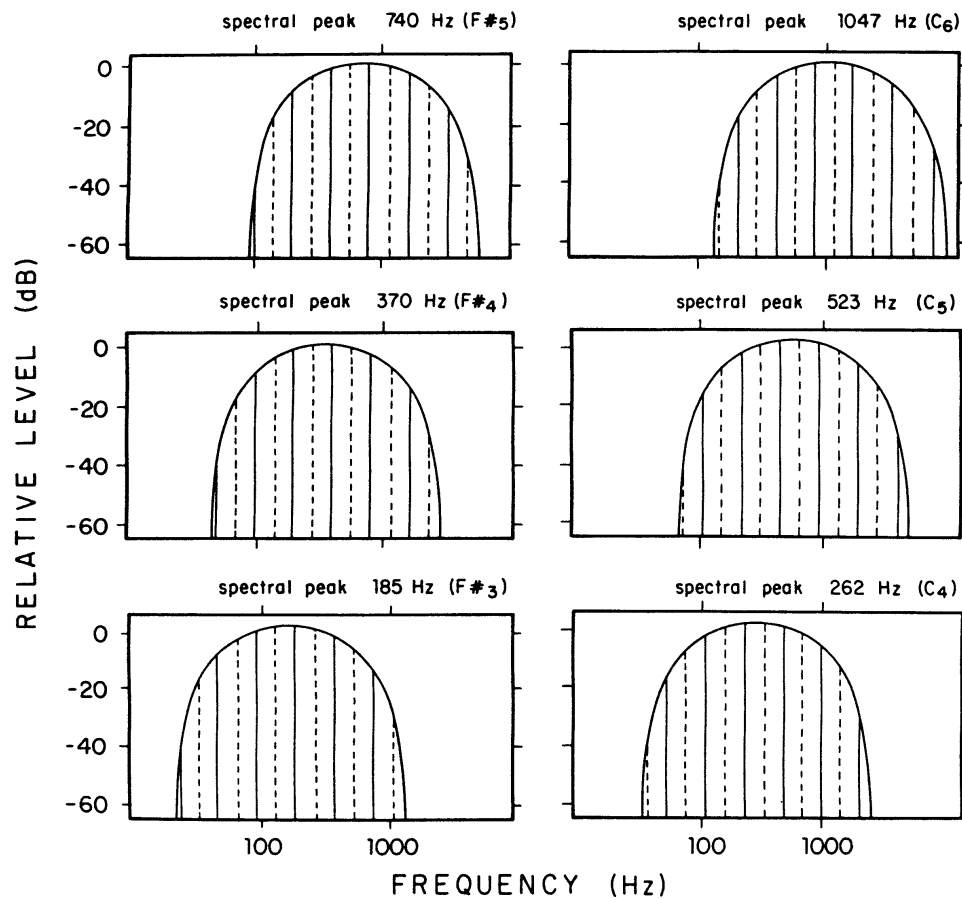 spectral peak 740 Hz (F#5)
spectral peak 1047 Hz (C6)
0
-20
-40
-60
spectral peak 370 Hz (F#4)
spectral peak 523 Hz (C5)
0
-20
-40
-60
spectral peak 185 Hz (F#3)
spectral peak 262 Hz (C4)
0
-20
-40
-60
100 1000
100 1000
RELATIVE LEVEL (dB)
FREQUENCY (Hz)